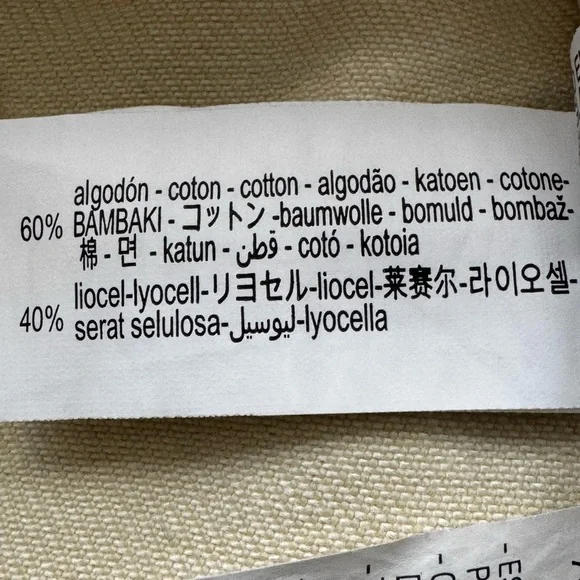 algodón - coton - cotton - algodão - katoen - cotone-
60% BAMBAKI - コットン -baumwolle - bomuld - bombaž-
棉 - 면 - katun - قطن - cotó - kotoia
liocel-lyocell-リヨセル-liocel-莱赛尔-라이오셀-
40% serat selulosa-ليوسيل-lyocella